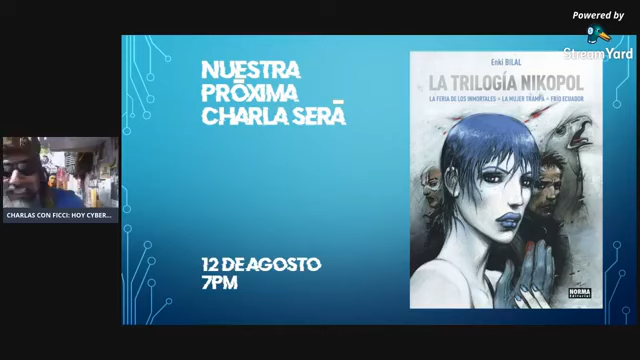 Powered by
StreamYard
NUESTRA
PRÓXIMA
CHARLA SERÁ
Enki BILAL
LA TRILOGÍA NIKOPOL
LA FERIA DE LOS INMORTALES + LA MUJER TRAMPA + FRÍO ECUADOR
CHARLAS CON FICCI: HOY CYBER...
12 DE AGOSTO
7PM
NORMA
Editorial